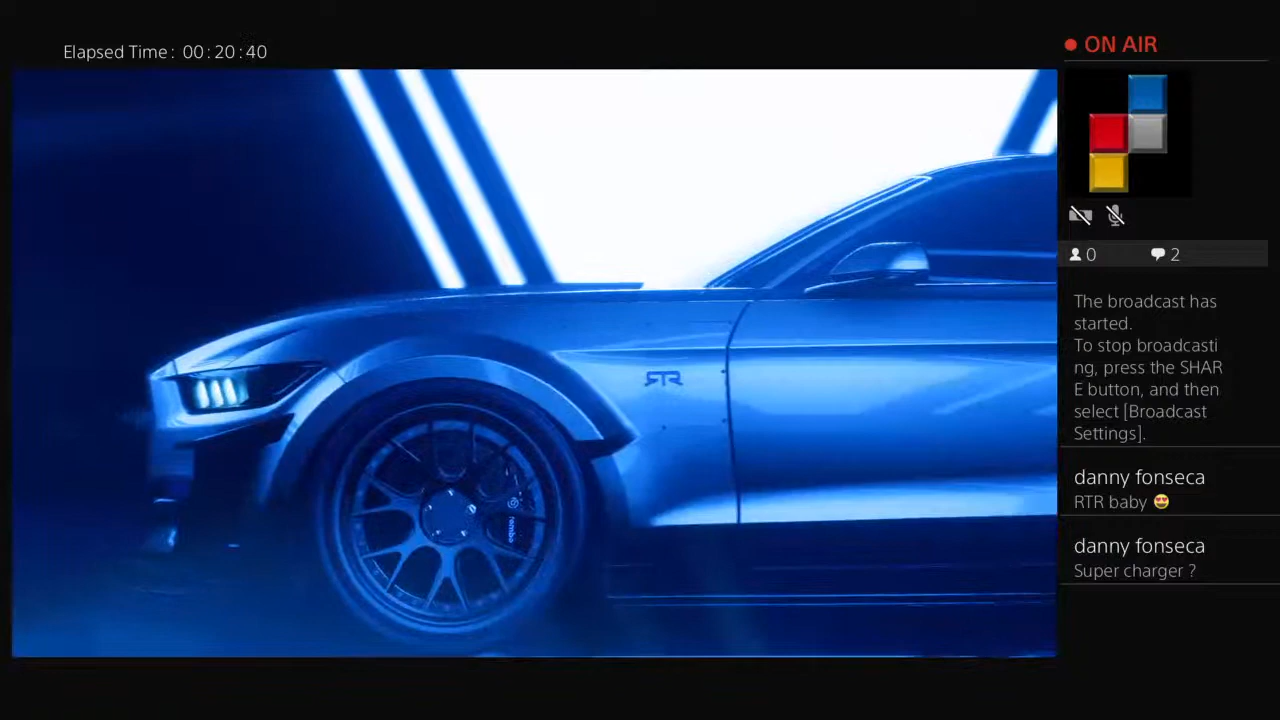 Elapsed Time: 00:20:40
ON AIR
0
2
The broadcast has
started.
To stop broadcasti
ng, press the SHAR
E button, and then
select [Broadcast
Settings].
danny fonseca
RTR baby 😍
danny fonseca
Super charger ?
RTR
brembo